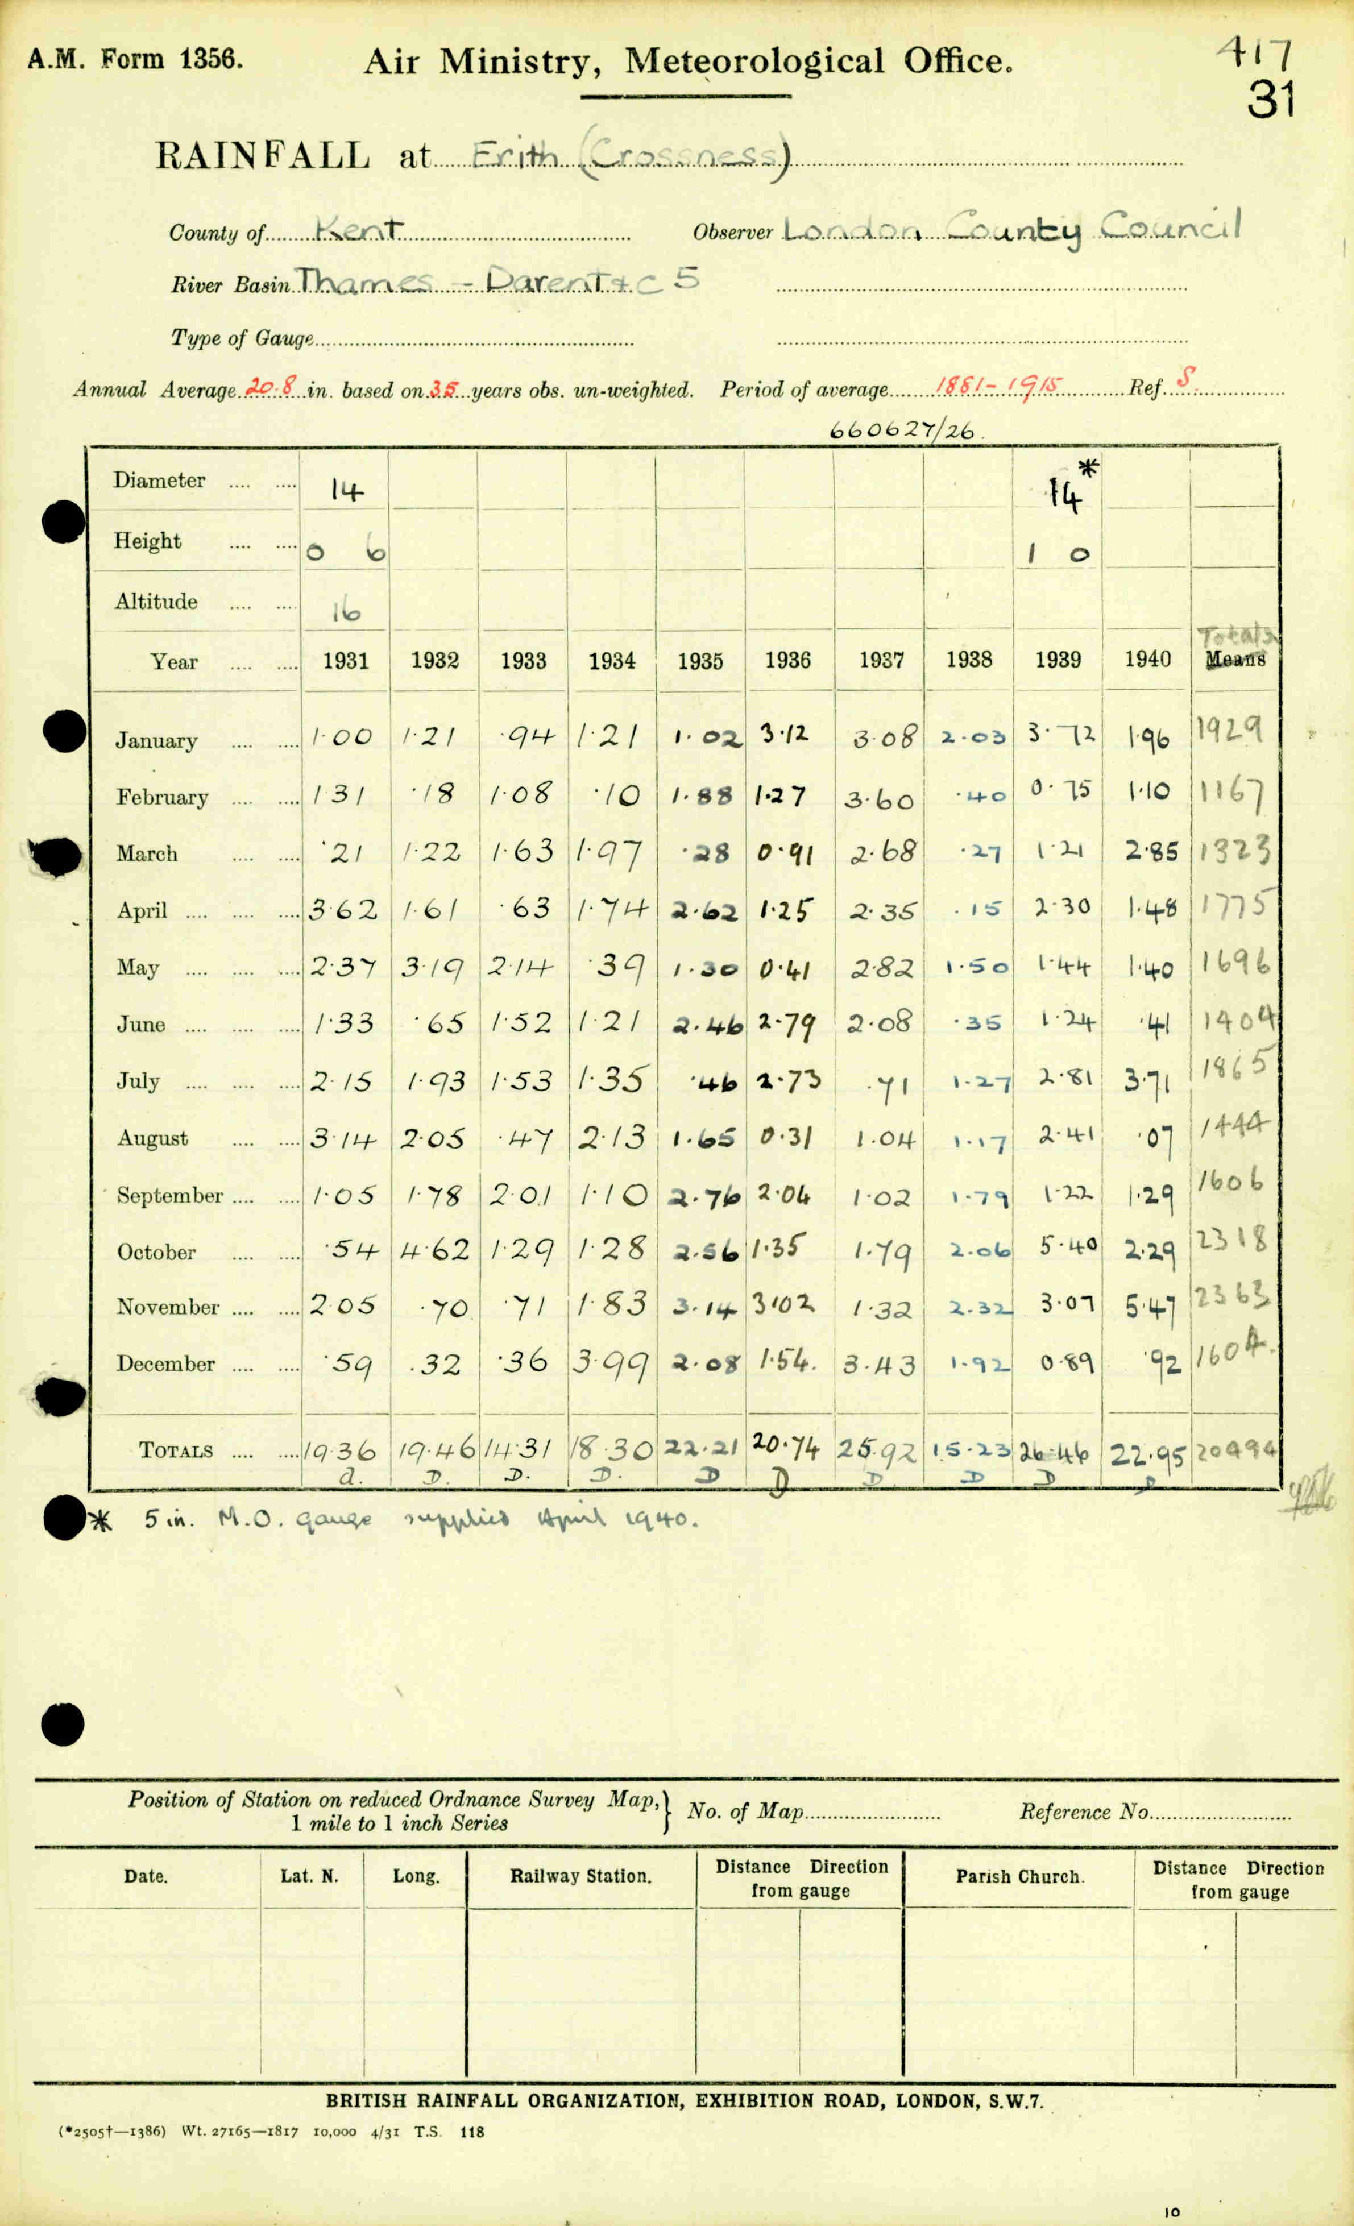 A.M. Form 1356.
Air Ministry, Meteorological Office.
417
31
RAINFALL at Erith (Crossness)
County of Kent Observer London County Council
River Basin Thames - Darent &c 5
Type of Gauge
Annual Average 20.8 in. based on 35 years obs. un-weighted. Period of average 1881-1915 Ref. S.
660627/26.
Diameter 14 14*
Height 0 6 1 0
Altitude 16
Totals
Year 1931 1932 1933 1934 1935 1936 1937 1938 1939 1940 Means
January 1.00 1.21 .94 1.21 1.02 3.12 3.08 2.03 3.72 1.96 1929
February 1.31 .18 1.08 .10 1.88 1.27 3.60 .40 0.75 1.10 1167
March .21 1.22 1.63 1.97 .28 0.91 2.68 .27 1.21 2.85 1323
April 3.62 1.61 .63 1.74 2.62 1.25 2.35 .15 2.30 1.48 1775
May 2.37 3.19 2.14 .39 1.30 0.41 2.82 1.50 1.44 1.40 1696
June 1.33 .65 1.52 1.21 2.46 2.79 2.08 .35 1.24 .41 1404
July 2.15 1.93 1.53 1.35 .46 2.73 .71 1.27 2.81 3.71 1865
August 3.14 2.05 .47 2.13 1.65 0.31 1.04 1.17 2.41 .07 1444
September 1.05 1.78 2.01 1.10 2.76 2.04 1.02 1.79 1.22 1.29 1606
October .54 4.62 1.29 1.28 2.56 1.35 1.79 2.06 5.40 2.29 2318
November 2.05 .70 .71 1.83 3.14 3.02 1.32 2.32 3.07 5.47 2363
December .59 .32 .36 3.99 2.08 1.54. 3.43 1.92 0.89 .92 1604.
TOTALS 19.36 19.46 14.31 18.30 22.21 20.74 25.92 15.23 26.46 22.95 20494
a. D. D. D. D D D D D D
* 5 in. M.O. gauge supplied April 1940.
Position of Station on reduced Ordnance Survey Map,} No. of Map Reference No.
1 mile to 1 inch Series
Date. Lat. N. Long. Railway Station. Distance Direction from gauge Parish Church. Distance Direction from gauge
BRITISH RAINFALL ORGANIZATION, EXHIBITION ROAD, LONDON, S.W.7.
(*2505†—1386) Wt. 27165—1817 10,000 4/31 T.S. 118
10